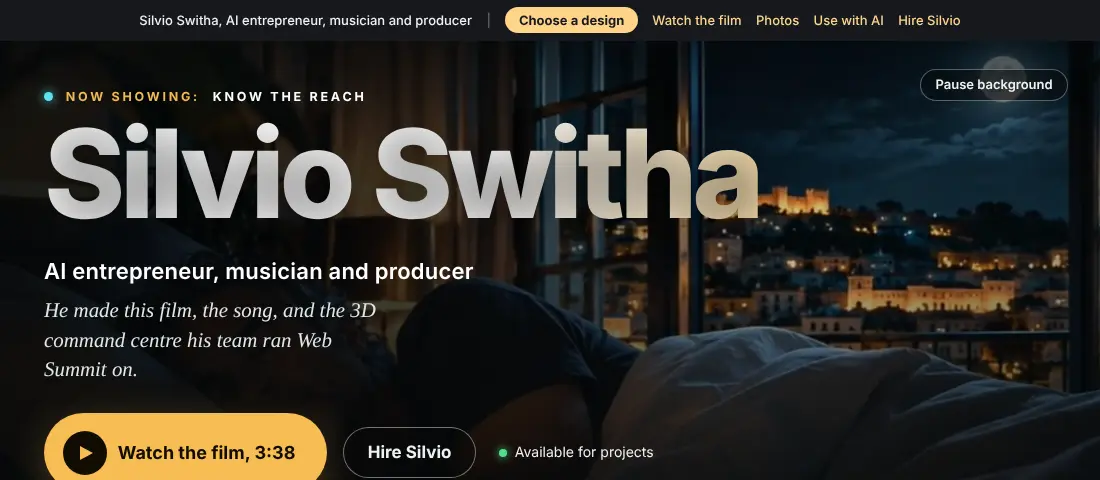 Silvio Switha, AI entrepreneur, musician and producer | Choose a design Watch the film Photos Use with AI Hire Silvio
Pause background
NOW SHOWING: KNOW THE REACH
Silvio Switha
AI entrepreneur, musician and producer
He made this film, the song, and the 3D
command centre his team ran Web
Summit on.
Watch the film, 3:38
Hire Silvio
Available for projects